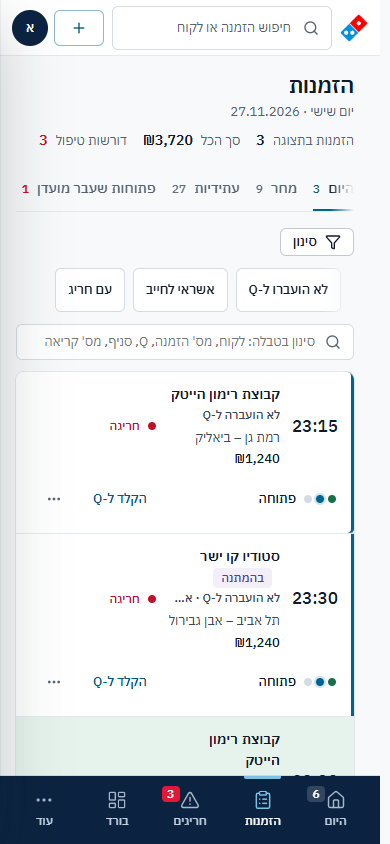 חיפוש הזמנה או לקוח
+
א
הזמנות
יום שישי · 27.11.2026
הזמנות בתצוגה 3 סך הכל ₪3,720 דורשות טיפול 3
היום 3 מחר 9 עתידיות 27 פתוחות שעבר מועדן 1
סינון
לא הועברו ל-Q אשראי לחייב עם חריג
סינון בטבלה: לקוח, מס' הזמנה, Q, סניף, מס' קריאה
קבוצת רימון הייטק
לא הועברה ל-Q
23:15 חריגה
רמת גן – ביאליק
₪1,240
פתוחה הקלד ל-Q ...
סטודיו קו ישר
בהמתנה
23:30 לא הועברה ל-Q · א... חריגה
תל אביב – אבן גבירול
₪1,240
פתוחה הקלד ל-Q ...
קבוצת רימון
הייטק
6 3
היום הזמנות חריגים בורד עוד